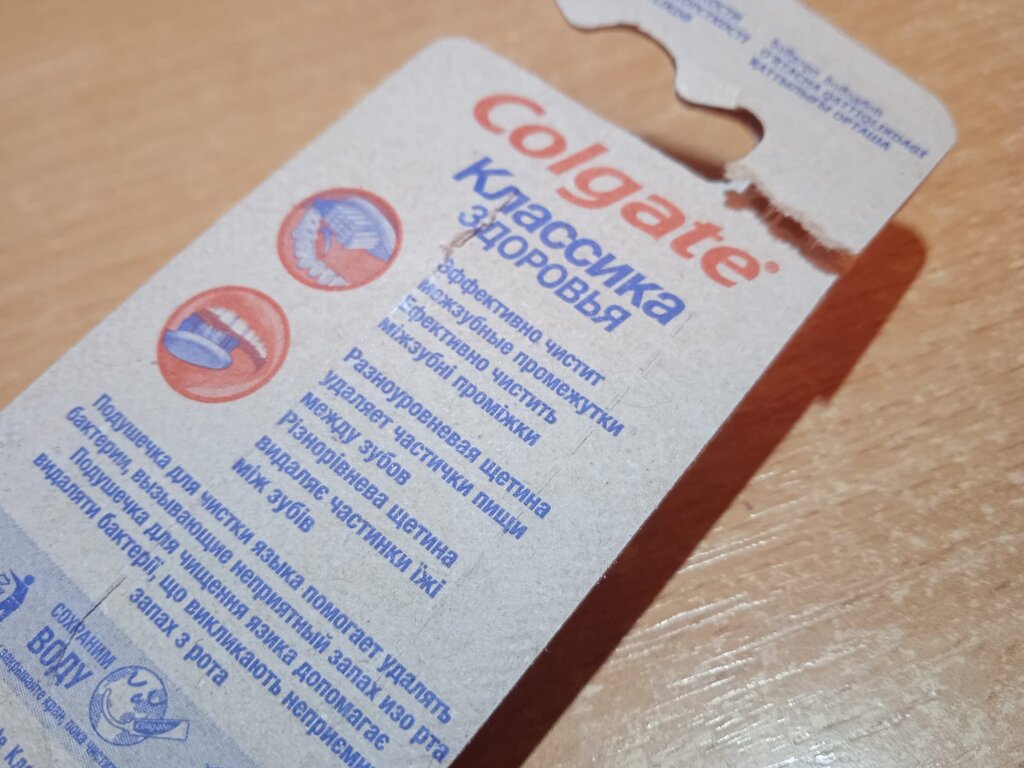 Colgate®
Классика
ЗДОРОВЬЯ
Эффективно чистит
межзубные промежутки
Ефективно чистить
міжзубні проміжки
Разноуровневая щетина
удаляет частички пищи
между зубов
Різнорівнева щетина
видаляє частинки їжі
між зубів
Подушечка для чистки языка помогает удалять
бактерии, вызывающие неприятный запах изо рта
Подушечка для чищення язика допомагає
видаляти бактерії, що викликають неприєм
запах з рота
СОХРАНИМ
ВОДУ
Colgate